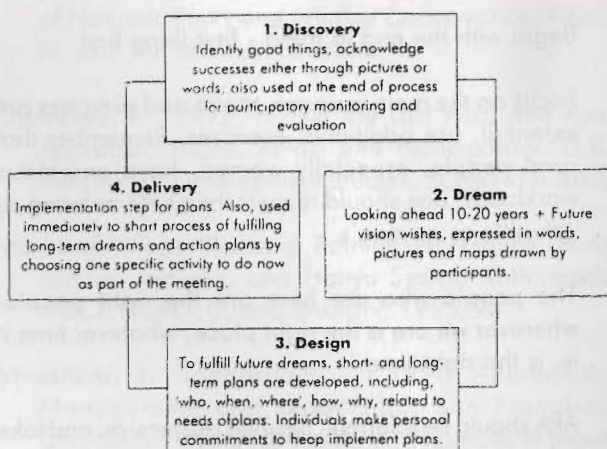 1. Discovery
Identify good things, acknowledge
successes either through pictures or
words, also used at the end of process
for participatory monitoring and
evaluation
4. Delivery
Implementation step for plans. Also, used
immediately to short process of fulfilling
long-term dreams and action plans by
choosing one specific activity to do now
as part of the meeting.
2. Dream
Looking ahead 10-20 years + Future
vision wishes, expressed in words,
pictures and maps drrawn by
participants.
3. Design
To fulfill future dreams, short- and long-
term plans are developed, including,
'who, when, where', how, why, related to
needs ofplans. Individuals make personal
commitments to heap implement plans.